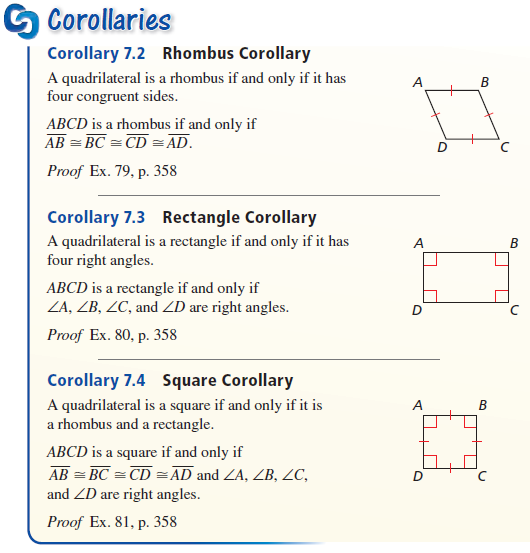 Corollaries
Corollary 7.2 Rhombus Corollary
A quadrilateral is a rhombus if and only if it has
four congruent sides.
ABCD is a rhombus if and only if
AB ≅ BC ≅ CD ≅ AD.
Proof Ex. 79, p. 358
A B
D C
Corollary 7.3 Rectangle Corollary
A quadrilateral is a rectangle if and only if it has
four right angles.
ABCD is a rectangle if and only if
∠A, ∠B, ∠C, and ∠D are right angles.
Proof Ex. 80, p. 358
A B
D C
Corollary 7.4 Square Corollary
A quadrilateral is a square if and only if it is
a rhombus and a rectangle.
ABCD is a square if and only if
AB ≅ BC ≅ CD ≅ AD and ∠A, ∠B, ∠C,
and ∠D are right angles.
Proof Ex. 81, p. 358
A B
D C